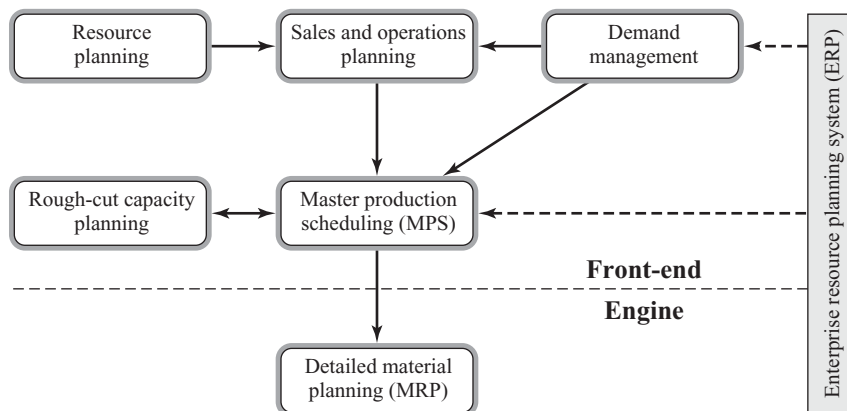 Resource
planning
Sales and operations
planning
Demand
management
Rough-cut capacity
planning
Master production
scheduling (MPS)
Front-end
Engine
Detailed material
planning (MRP)
Enterprise resource planning system (ERP)